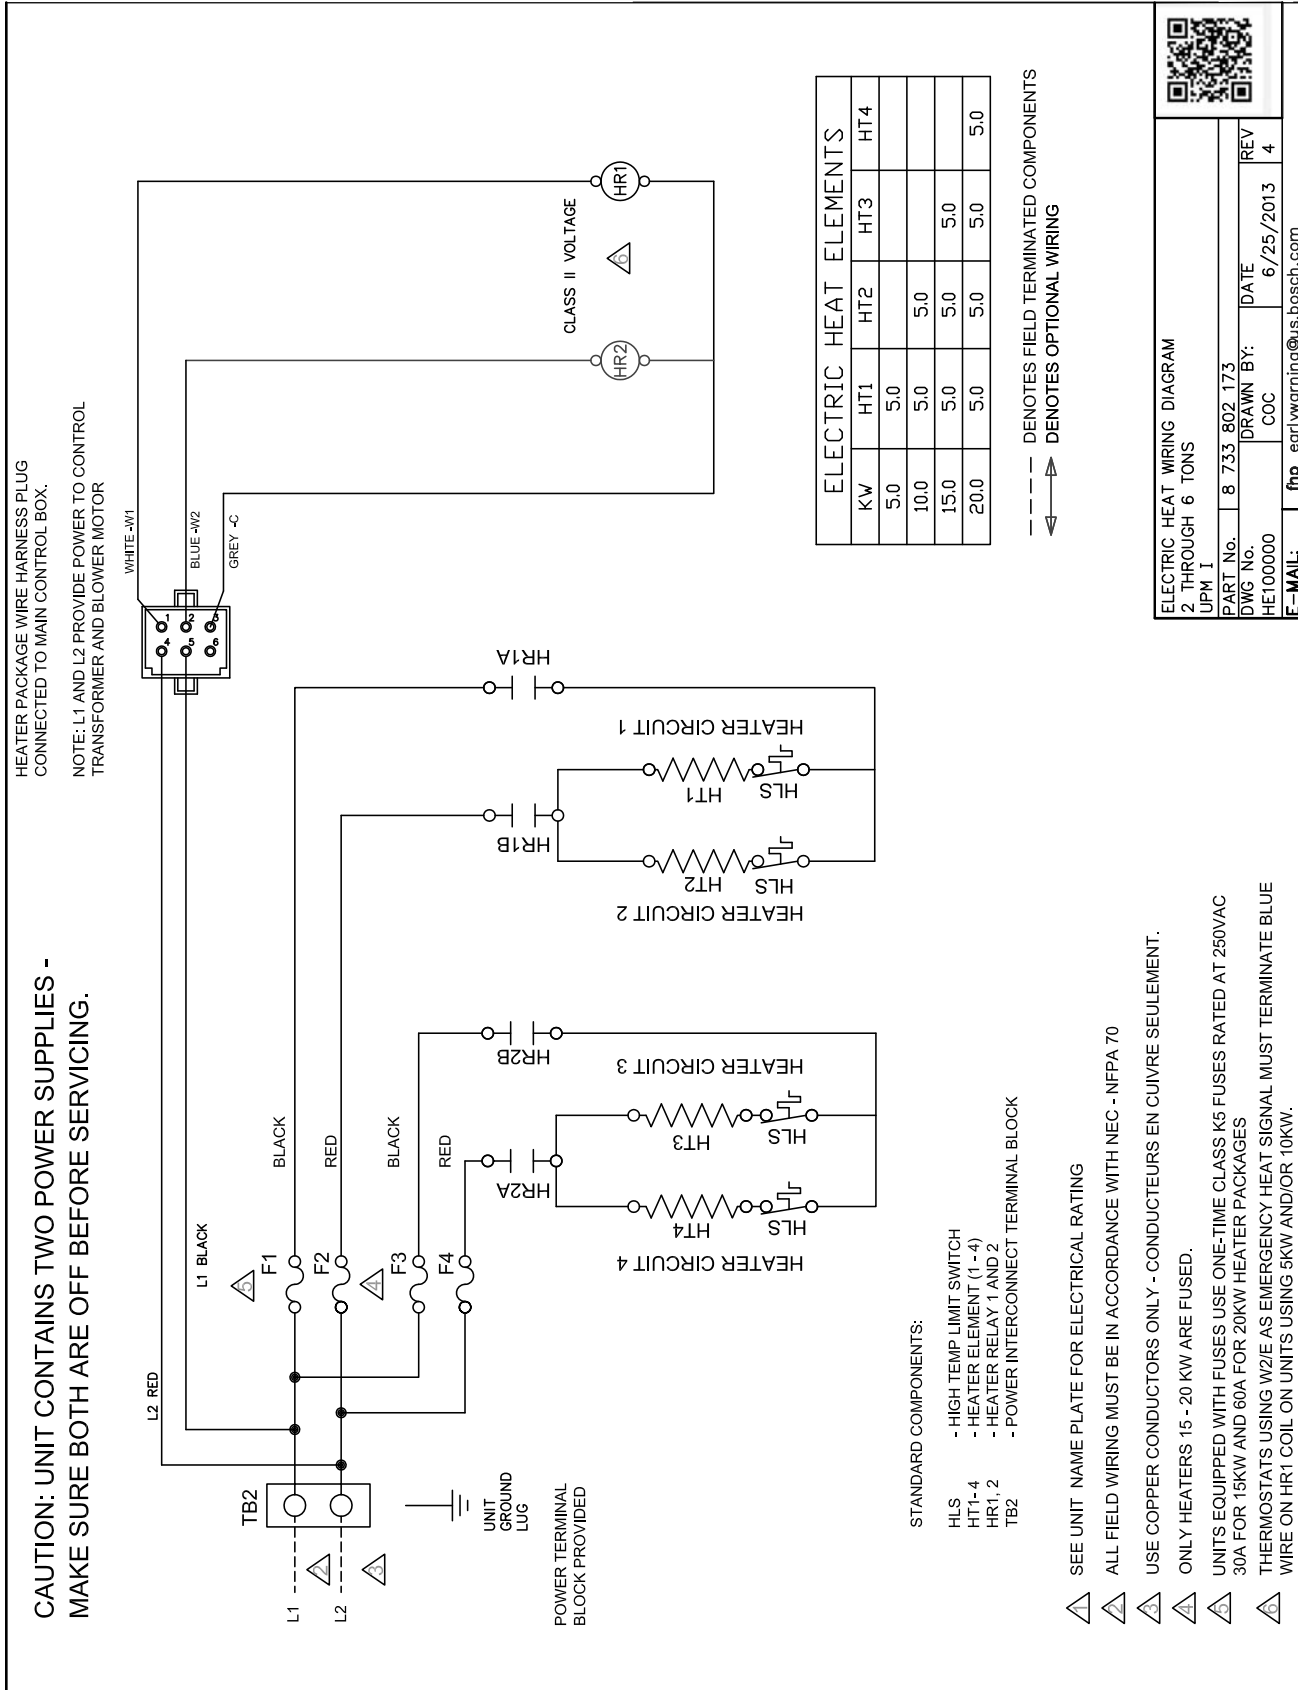 CAUTION: UNIT CONTAINS TWO POWER SUPPLIES -
MAKE SURE BOTH ARE OFF BEFORE SERVICING.
HEATER PACKAGE WIRE HARNESS PLUG
CONNECTED TO MAIN CONTROL BOX.
NOTE: L1 AND L2 PROVIDE POWER TO CONTROL
TRANSFORMER AND BLOWER MOTOR
WHITE -W1
BLUE -W2
GREY -C
1
2
3
4
5
6
L2 RED
L1 BLACK
TB2
L1
L2
2
3
5
F1
F2
4
F3
F4
BLACK
RED
BLACK
RED
UNIT
GROUND
LUG
POWER TERMINAL
BLOCK PROVIDED
HR1A
HR1B
HR2B
HR2A
HEATER CIRCUIT 1
HT1
HLS
HT2
HLS
HEATER CIRCUIT 2
HEATER CIRCUIT 3
HT3
HLS
HT4
HLS
HEATER CIRCUIT 4
CLASS II VOLTAGE
6
HR1
HR2
ELECTRIC HEAT ELEMENTS
KW HT1 HT2 HT3 HT4
5.0 5.0
10.0 5.0 5.0
15.0 5.0 5.0 5.0
20.0 5.0 5.0 5.0 5.0
DENOTES FIELD TERMINATED COMPONENTS
DENOTES OPTIONAL WIRING
STANDARD COMPONENTS:
HLS - HIGH TEMP LIMIT SWITCH
HT1- 4 - HEATER ELEMENT (1 - 4)
HR1, 2 - HEATER RELAY 1 AND 2
TB2 - POWER INTERCONNECT TERMINAL BLOCK
1 SEE UNIT NAME PLATE FOR ELECTRICAL RATING
2 ALL FIELD WIRING MUST BE IN ACCORDANCE WITH NEC - NFPA 70
3 USE COPPER CONDUCTORS ONLY - CONDUCTEURS EN CUIVRE SEULEMENT.
4 ONLY HEATERS 15 - 20 KW ARE FUSED.
5 UNITS EQUIPPED WITH FUSES USE ONE-TIME CLASS K5 FUSES RATED AT 250VAC
30A FOR 15KW AND 60A FOR 20KW HEATER PACKAGES
6 THERMOSTATS USING W2/E AS EMERGENCY HEAT SIGNAL MUST TERMINATE BLUE
WIRE ON HR1 COIL ON UNITS USING 5KW AND/OR 10KW.
ELECTRIC HEAT WIRING DIAGRAM
2 THROUGH 6 TONS
UPM I
PART No. 8 733 802 173
DWG No. DRAWN BY: DATE REV
HE100000 COC 6/25/2013 4
E-MAIL: fhp earlywarning@us.bosch.com